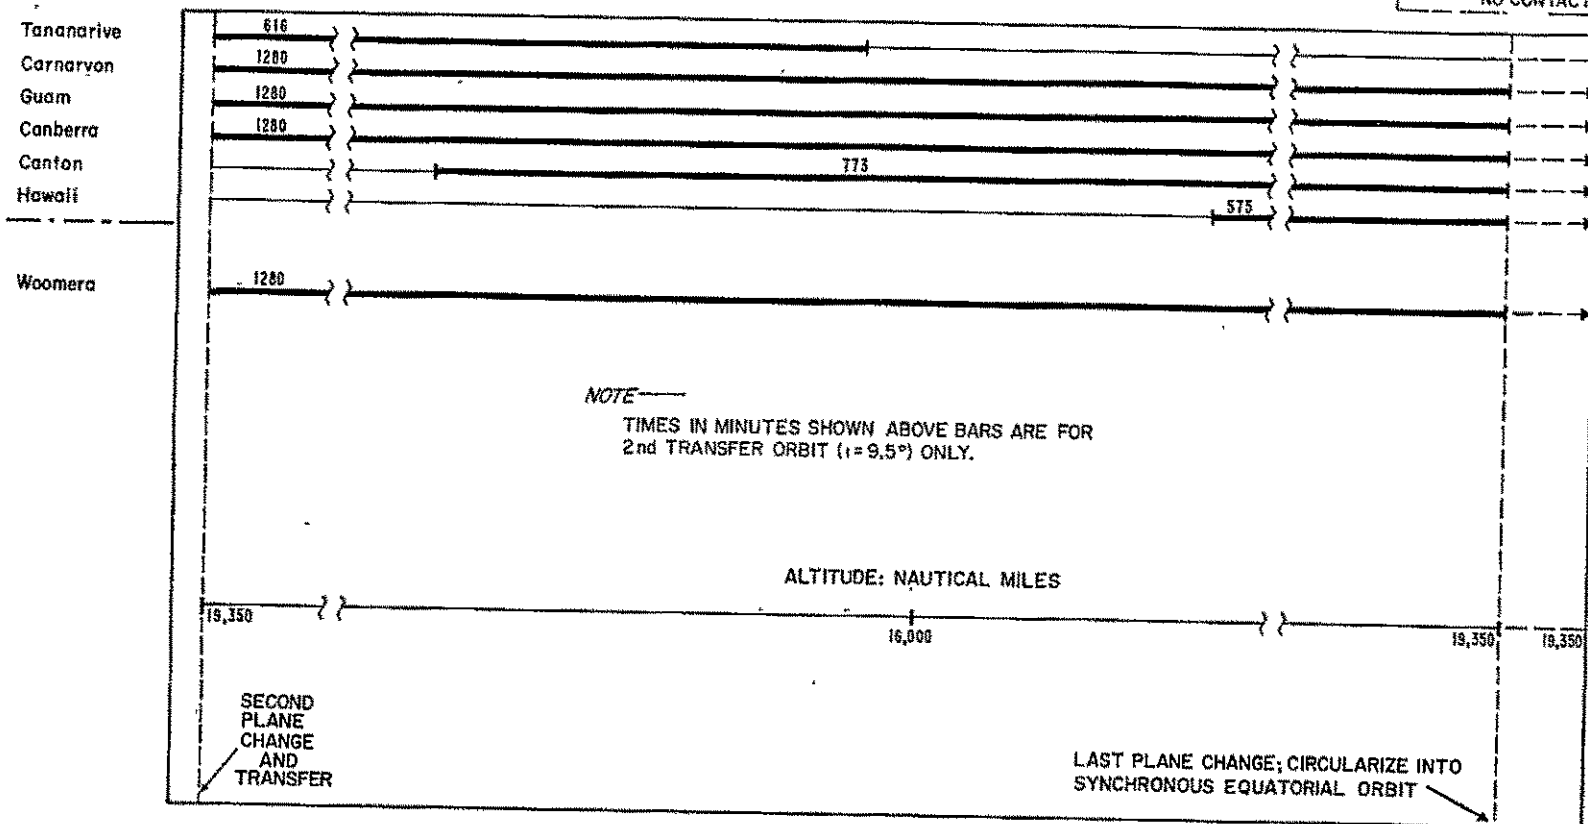 NO CONTACT
Tananarive 616
Carnarvon 1280
Guam 1280
Canberra 1280
Canton 773
Hawaii 575
Woomera 1280
NOTE
TIMES IN MINUTES SHOWN ABOVE BARS ARE FOR
2nd TRANSFER ORBIT (i=9.5°) ONLY.
ALTITUDE: NAUTICAL MILES
19,350 16,000 19,350 19,350
SECOND
PLANE
CHANGE
AND
TRANSFER
LAST PLANE CHANGE; CIRCULARIZE INTO
SYNCHRONOUS EQUATORIAL ORBIT